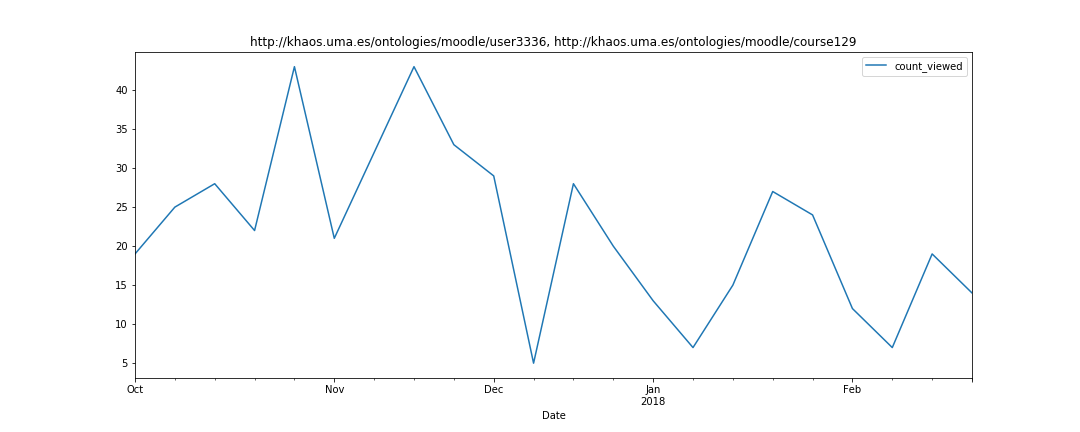 http://khaos.uma.es/ontologies/moodle/user3336, http://khaos.uma.es/ontologies/moodle/course129
count_viewed
40
35
30
25
20
15
10
5
Oct Nov Dec Jan Feb
2018
Date